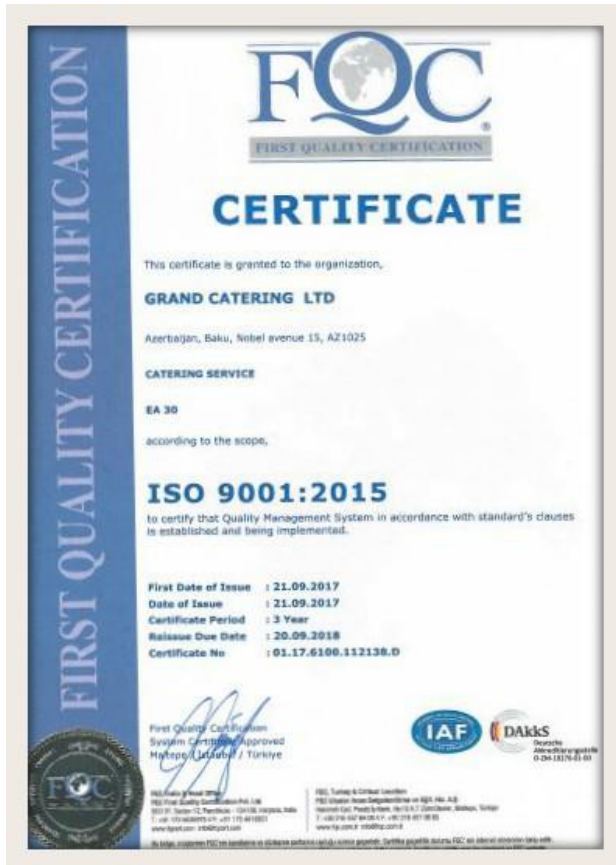 FIRST QUALITY CERTIFICATION
FQC
®
FIRST QUALITY CERTIFICATION
CERTIFICATE
This certificate is granted to the organization,
GRAND CATERING LTD
Azerbaijan, Baku, Nobel avenue 15, AZ1025
CATERING SERVICE
EA 30
according to the scope,
ISO 9001:2015
to certify that Quality Management System in accordance with standard's clauses
is established and being implemented.
First Date of Issue : 21.09.2017
Date of Issue : 21.09.2017
Certificate Period : 3 Year
Reissue Due Date : 20.09.2018
Certificate No : 01.17.6100.112138.D
First Quality Certification
System Certificate Approved
Maltepe / İstanbul / Türkiye
IAF
DAkkS
Deutsche
Akkreditierungsstelle
FQC